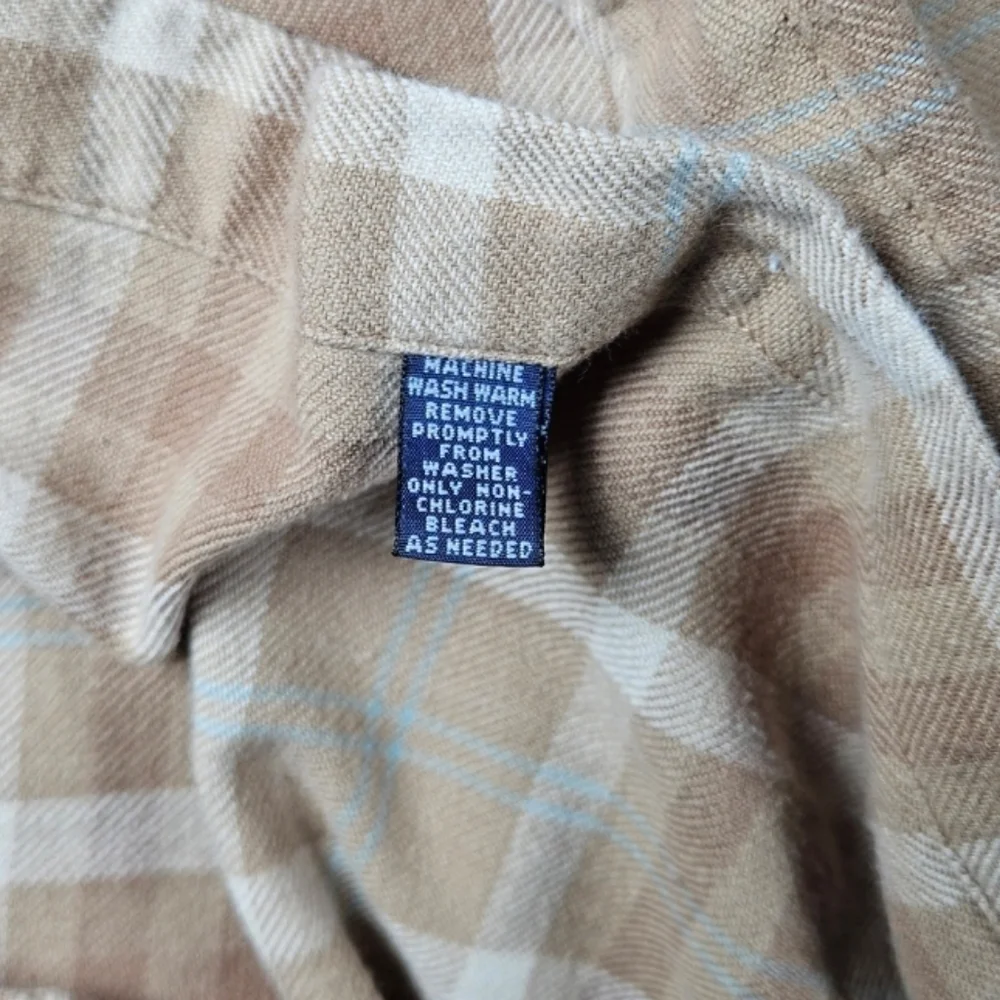 MACHINE
WASH WARM
REMOVE
PROMPTLY
FROM
WASHER
ONLY NON-
CHLORINE
BLEACH
AS NEEDED